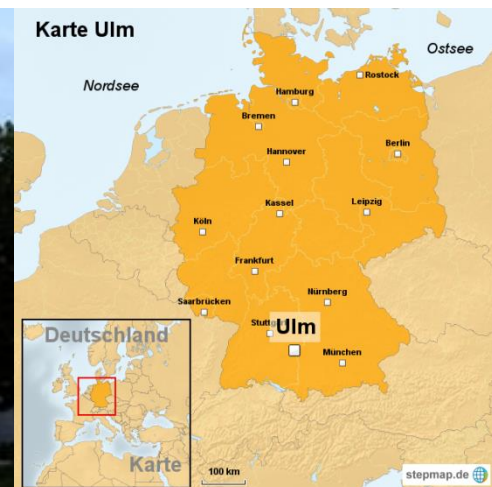 Karte Ulm
Ostsee
Nordsee
Rostock
Hamburg
Bremen
Berlin
Hannover
Kassel
Leipzig
Köln
Frankfurt
Saarbrücken
Nürnberg
Stuttg
Ulm
München
Deutschland
Karte
100 km
stepmap.de